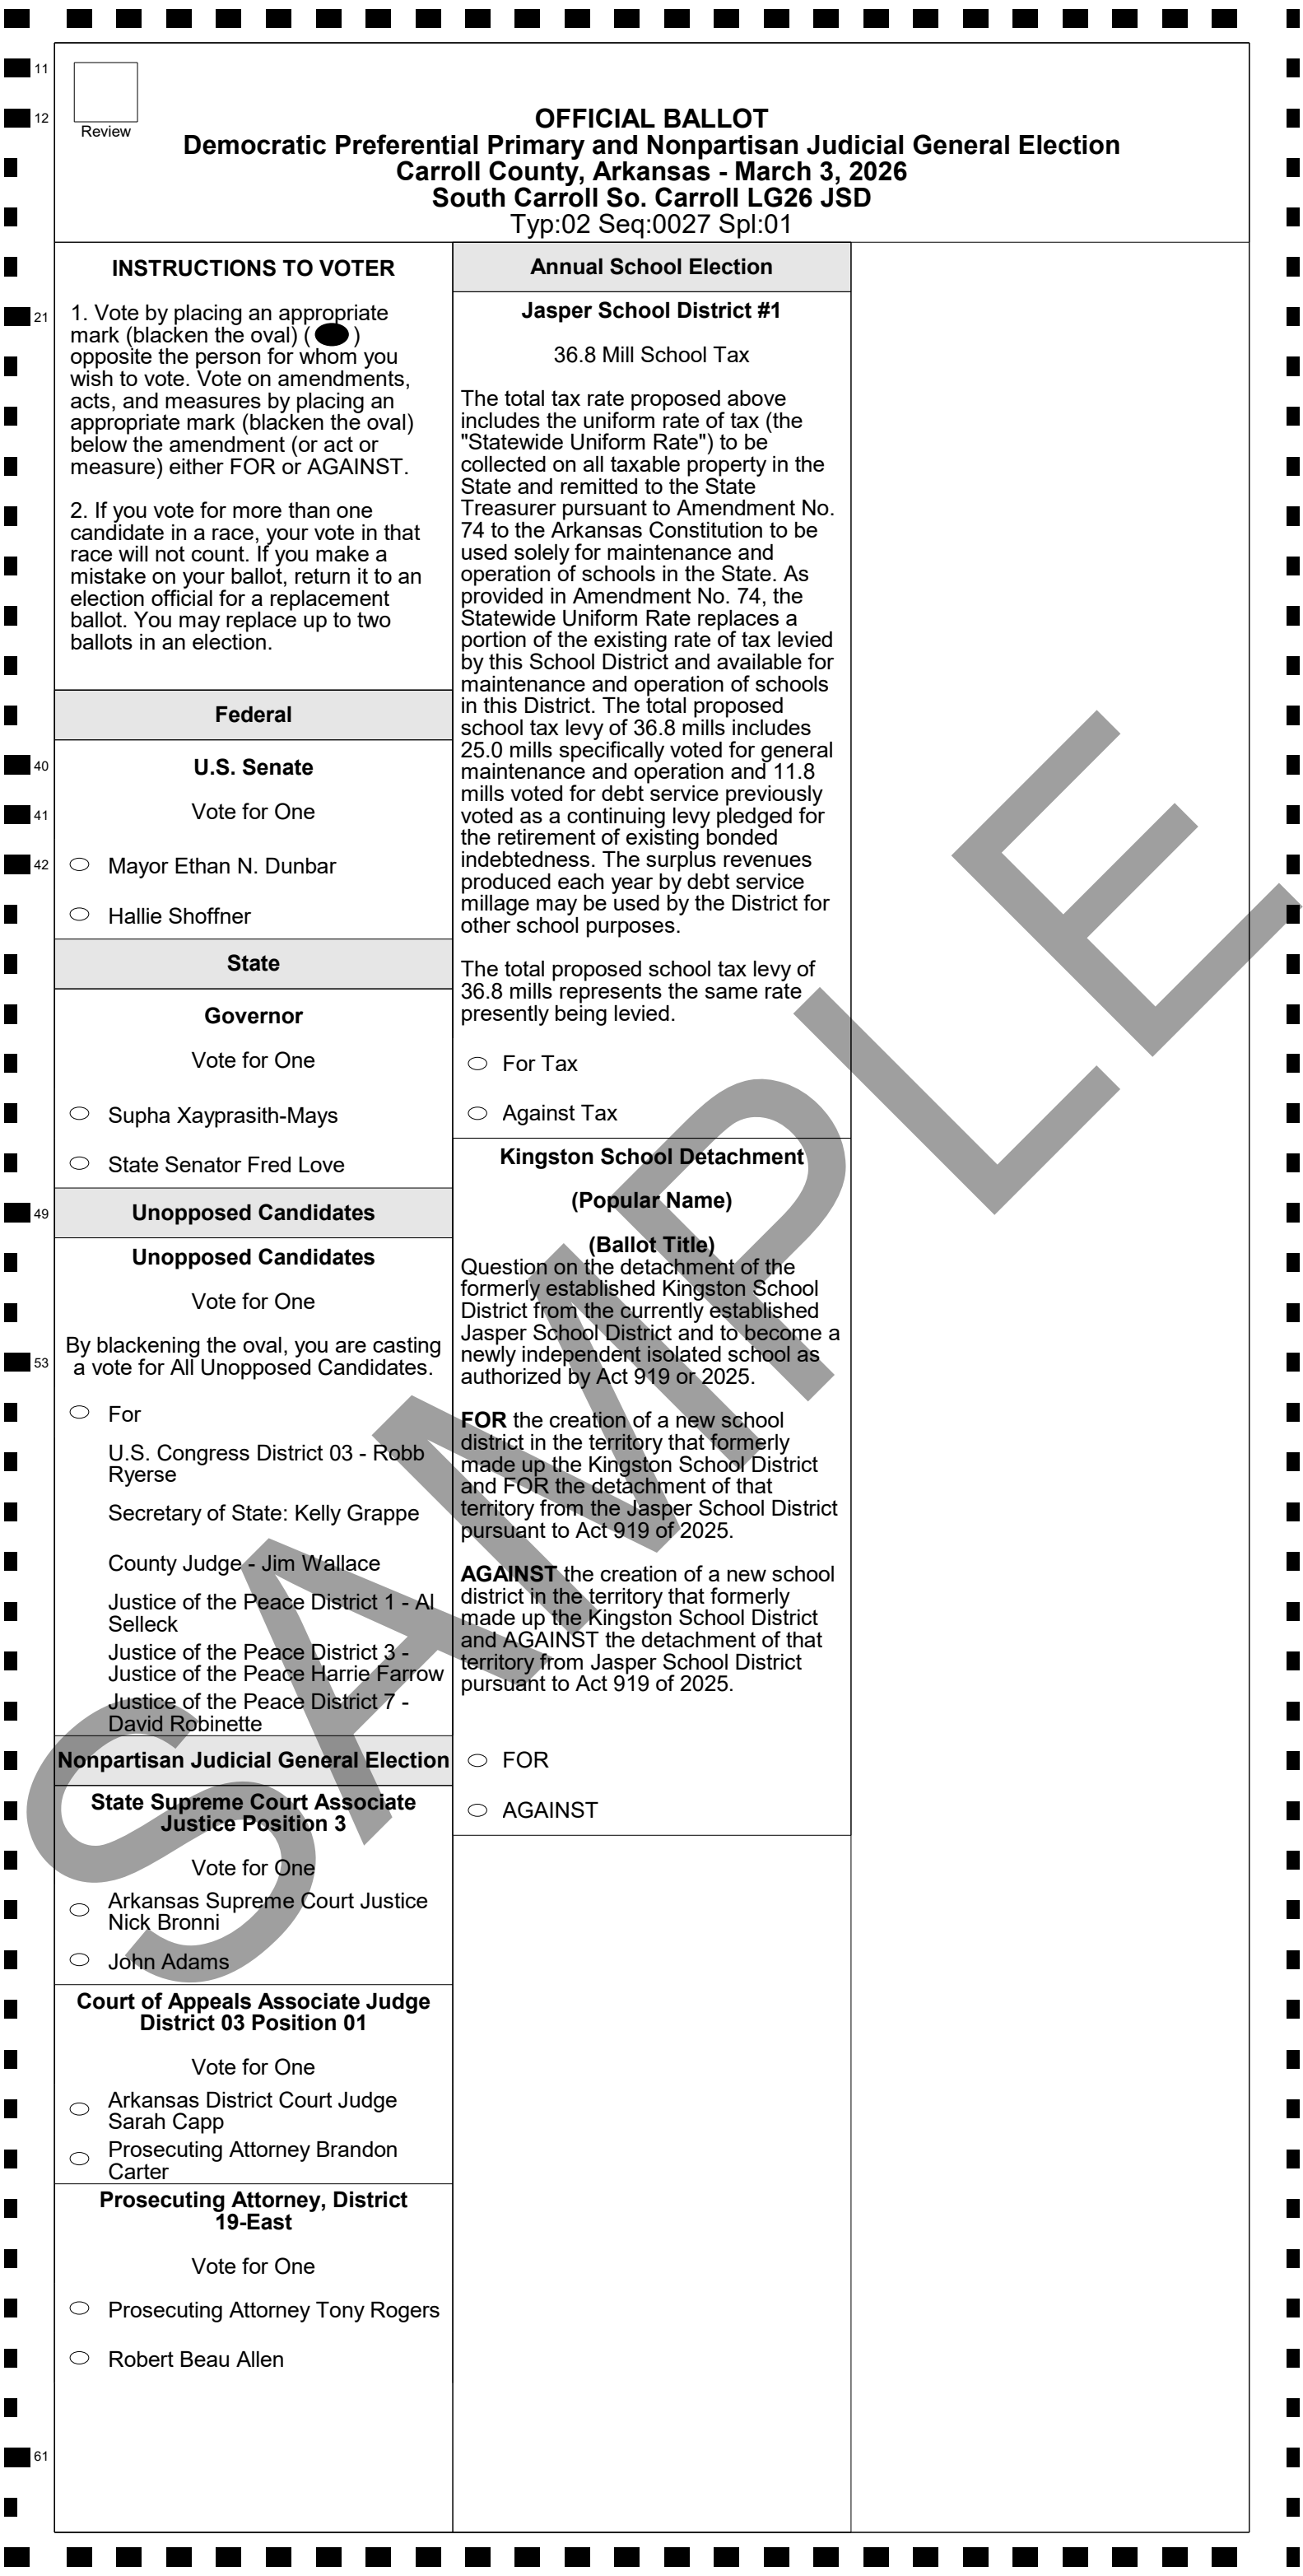 OFFICIAL BALLOT
Democratic Preferential Primary and Nonpartisan Judicial General Election
Carroll County, Arkansas - March 3, 2026
South Carroll So. Carroll LG26 JSD
Typ:02 Seq:0027 Spl:01
Review
11
12
21
40
41
42
49
53
61
INSTRUCTIONS TO VOTER
1. Vote by placing an appropriate
mark (blacken the oval) ( )
opposite the person for whom you
wish to vote. Vote on amendments,
acts, and measures by placing an
appropriate mark (blacken the oval)
below the amendment (or act or
measure) either FOR or AGAINST.
2. If you vote for more than one
candidate in a race, your vote in that
race will not count. If you make a
mistake on your ballot, return it to an
election official for a replacement
ballot. You may replace up to two
ballots in an election.
Federal
U.S. Senate
Vote for One
Mayor Ethan N. Dunbar
Hallie Shoffner
State
Governor
Vote for One
Supha Xayprasith-Mays
State Senator Fred Love
Unopposed Candidates
Unopposed Candidates
Vote for One
By blackening the oval, you are casting
a vote for All Unopposed Candidates.
For
U.S. Congress District 03 - Robb
Ryerse
Secretary of State: Kelly Grappe
County Judge - Jim Wallace
Justice of the Peace District 1 - Al
Selleck
Justice of the Peace District 3 -
Justice of the Peace Harrie Farrow
Justice of the Peace District 7 -
David Robinette
Nonpartisan Judicial General Election
State Supreme Court Associate
Justice Position 3
Vote for One
Arkansas Supreme Court Justice
Nick Bronni
John Adams
Court of Appeals Associate Judge
District 03 Position 01
Vote for One
Arkansas District Court Judge
Sarah Capp
Prosecuting Attorney Brandon
Carter
Prosecuting Attorney, District
19-East
Vote for One
Prosecuting Attorney Tony Rogers
Robert Beau Allen
Annual School Election
Jasper School District #1
36.8 Mill School Tax
The total tax rate proposed above
includes the uniform rate of tax (the
"Statewide Uniform Rate") to be
collected on all taxable property in the
State and remitted to the State
Treasurer pursuant to Amendment No.
74 to the Arkansas Constitution to be
used solely for maintenance and
operation of schools in the State. As
provided in Amendment No. 74, the
Statewide Uniform Rate replaces a
portion of the existing rate of tax levied
by this School District and available for
maintenance and operation of schools
in this District. The total proposed
school tax levy of 36.8 mills includes
25.0 mills specifically voted for general
maintenance and operation and 11.8
mills voted for debt service previously
voted as a continuing levy pledged for
the retirement of existing bonded
indebtedness. The surplus revenues
produced each year by debt service
millage may be used by the District for
other school purposes.
The total proposed school tax levy of
36.8 mills represents the same rate
presently being levied.
For Tax
Against Tax
Kingston School Detachment
(Popular Name)
(Ballot Title)
Question on the detachment of the
formerly established Kingston School
District from the currently established
Jasper School District and to become a
newly independent isolated school as
authorized by Act 919 or 2025.
FOR the creation of a new school
district in the territory that formerly
made up the Kingston School District
and FOR the detachment of that
territory from the Jasper School District
pursuant to Act 919 of 2025.
AGAINST the creation of a new school
district in the territory that formerly
made up the Kingston School District
and AGAINST the detachment of that
territory from Jasper School District
pursuant to Act 919 of 2025.
FOR
AGAINST
SAMPLE